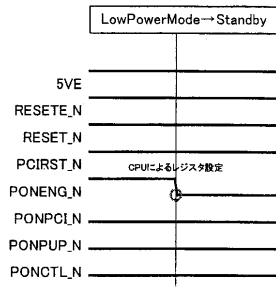 LowPowerMode→Standby
5VE
RESETE_N
RESET_N
PCIRST_N
CPUによるレジスタ設定
PONENG_N
PONPCI_N
PONPUP_N
PONCTL_N